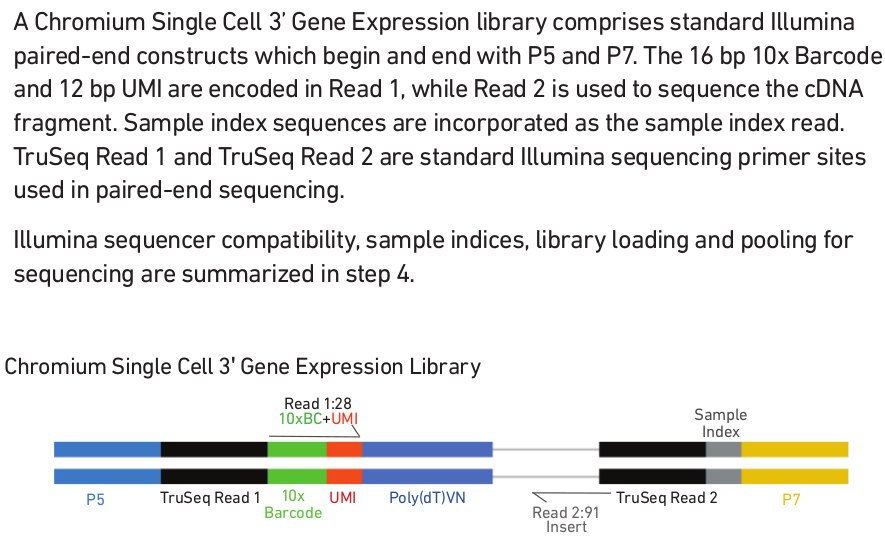 A Chromium Single Cell 3’ Gene Expression library comprises standard Illumina
paired-end constructs which begin and end with P5 and P7. The 16 bp 10x Barcode
and 12 bp UMI are encoded in Read 1, while Read 2 is used to sequence the cDNA
fragment. Sample index sequences are incorporated as the sample index read.
TruSeq Read 1 and TruSeq Read 2 are standard Illumina sequencing primer sites
used in paired-end sequencing.
Illumina sequencer compatibility, sample indices, library loading and pooling for
sequencing are summarized in step 4.
Chromium Single Cell 3' Gene Expression Library
Read 1:28
10xBC+UMI
Sample
Index
P5
TruSeq Read 1
10x
Barcode
UMI
Poly(dT)VN
Read 2:91
Insert
TruSeq Read 2
P7